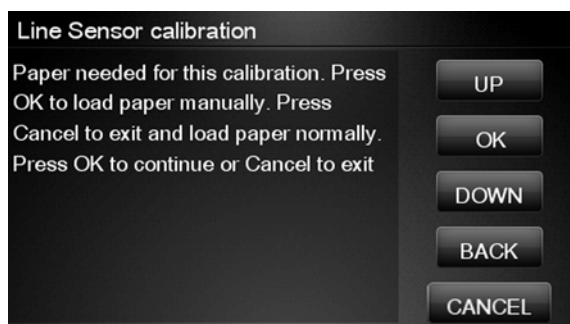 Line Sensor calibration
Paper needed for this calibration. Press
OK to load paper manually. Press
Cancel to exit and load paper normally.
Press OK to continue or Cancel to exit
UP
OK
DOWN
BACK
CANCEL